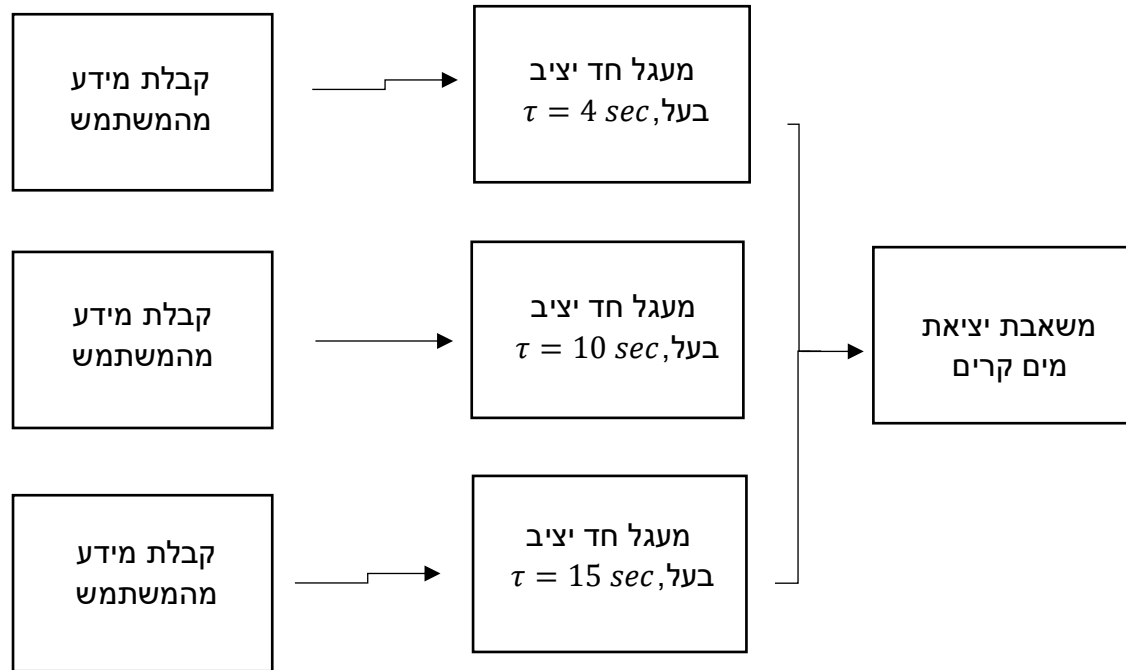 קבלת מידע
מהמשתמש
מעגל חד יציב
בעל, τ = 4 sec
קבלת מידע
מהמשתמש
מעגל חד יציב
בעל, τ = 10 sec
משאבת יציאת
מים קרים
קבלת מידע
מהמשתמש
מעגל חד יציב
בעל, τ = 15 sec